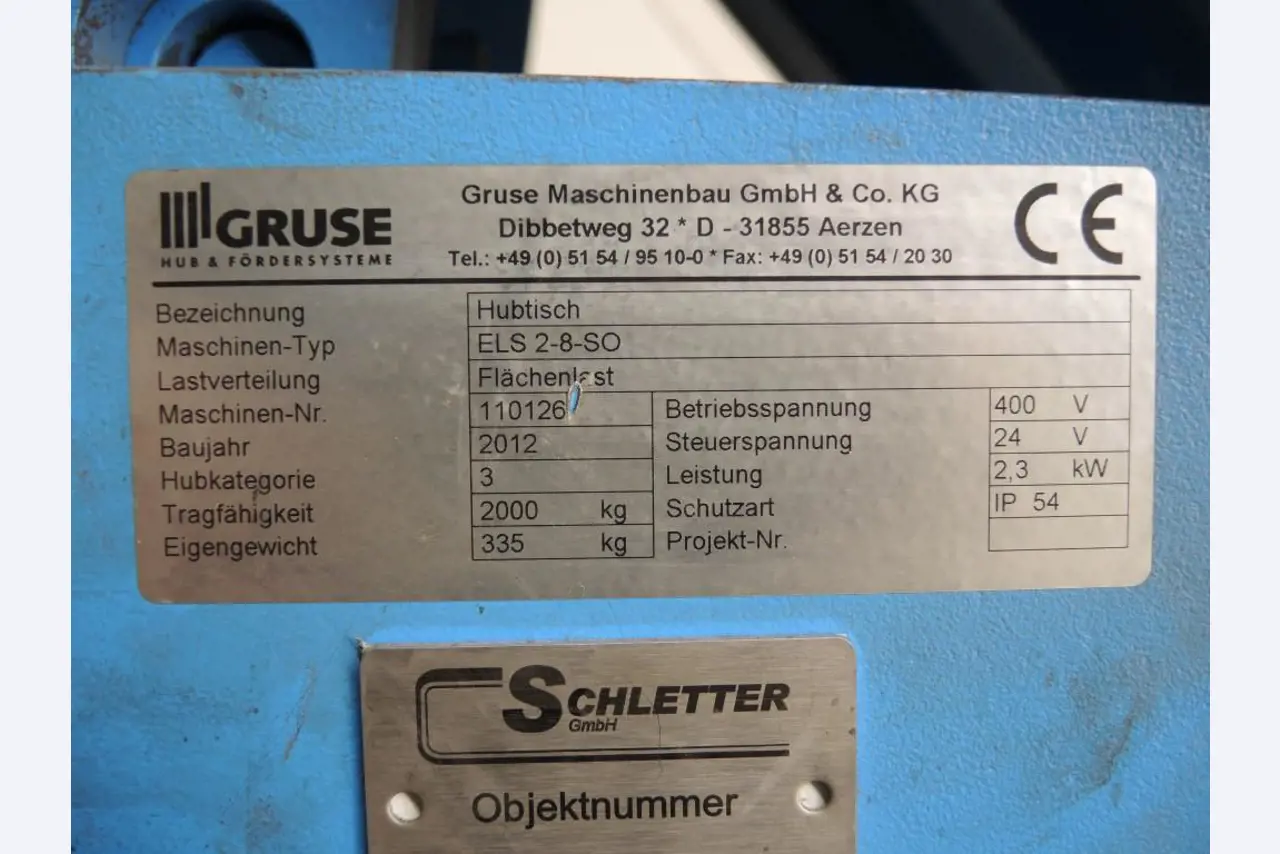 GRUSE
HUB & FÖRDERSYSTEME
Gruse Maschinenbau GmbH & Co. KG
Dibbetweg 32 * D - 31855 Aerzen
Tel.: +49 (0) 51 54 / 95 10-0 * Fax: +49 (0) 51 54 / 20 30
CE
Bezeichnung Hubtisch
Maschinen-Typ ELS 2-8-SO
Lastverteilung Flächenlast
Maschinen-Nr. 110126 Betriebsspannung 400 V
Baujahr 2012 Steuerspannung 24 V
Hubkategorie 3 Leistung 2,3 kW
Tragfähigkeit 2000 kg Schutzart IP 54
Eigengewicht 335 kg Projekt-Nr.
SCHLETTER
GmbH
Objektnummer